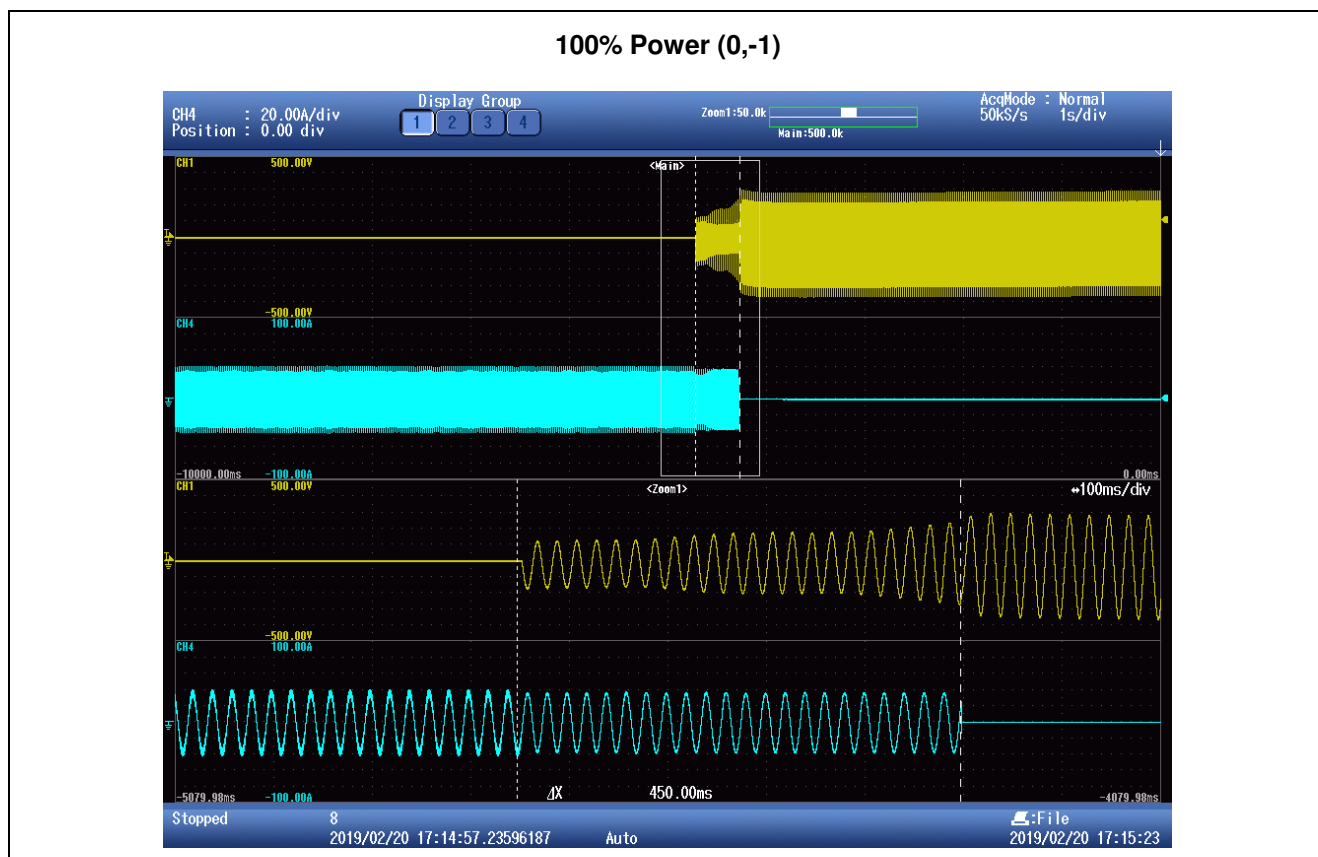 100% Power (0,-1)
CH4 : 20.00A/div
Position : 0.00 div
Display Group
1 2 3 4
Zoom1:50.0k
Main:500.0k
AcqMode : Normal
50kS/s 1s/div
CH1 500.00V
<Main>
-500.00V
CH4 100.00A
-10000.00ms -100.00A 0.00ms
CH1 500.00V
<Zoom1>
↔100ms/div
-500.00V
CH4 100.00A
ΔX 450.00ms
-5079.98ms -100.00A -4079.98ms
Stopped 8
2019/02/20 17:14:57.23596187 Auto
:File
2019/02/20 17:15:23